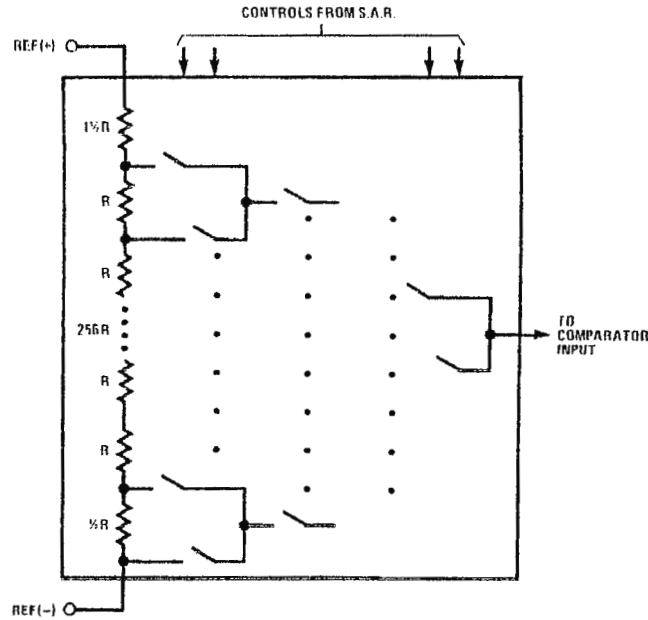 CONTROLS FROM S.A.R.
REF(+)
1½R
R
R
256R
R
R
½R
REF(–)
TO
COMPARATOR
INPUT